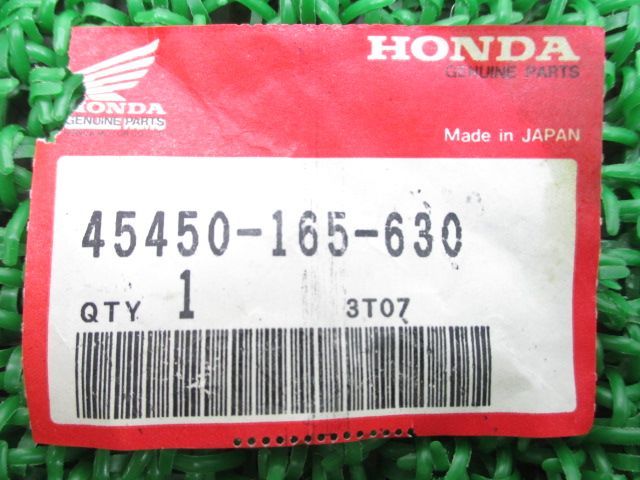 HONDA
GENUINE PARTS
HONDA
GENUINE PARTS
Made in JAPAN
45450-165-630
QTY 1 3T07